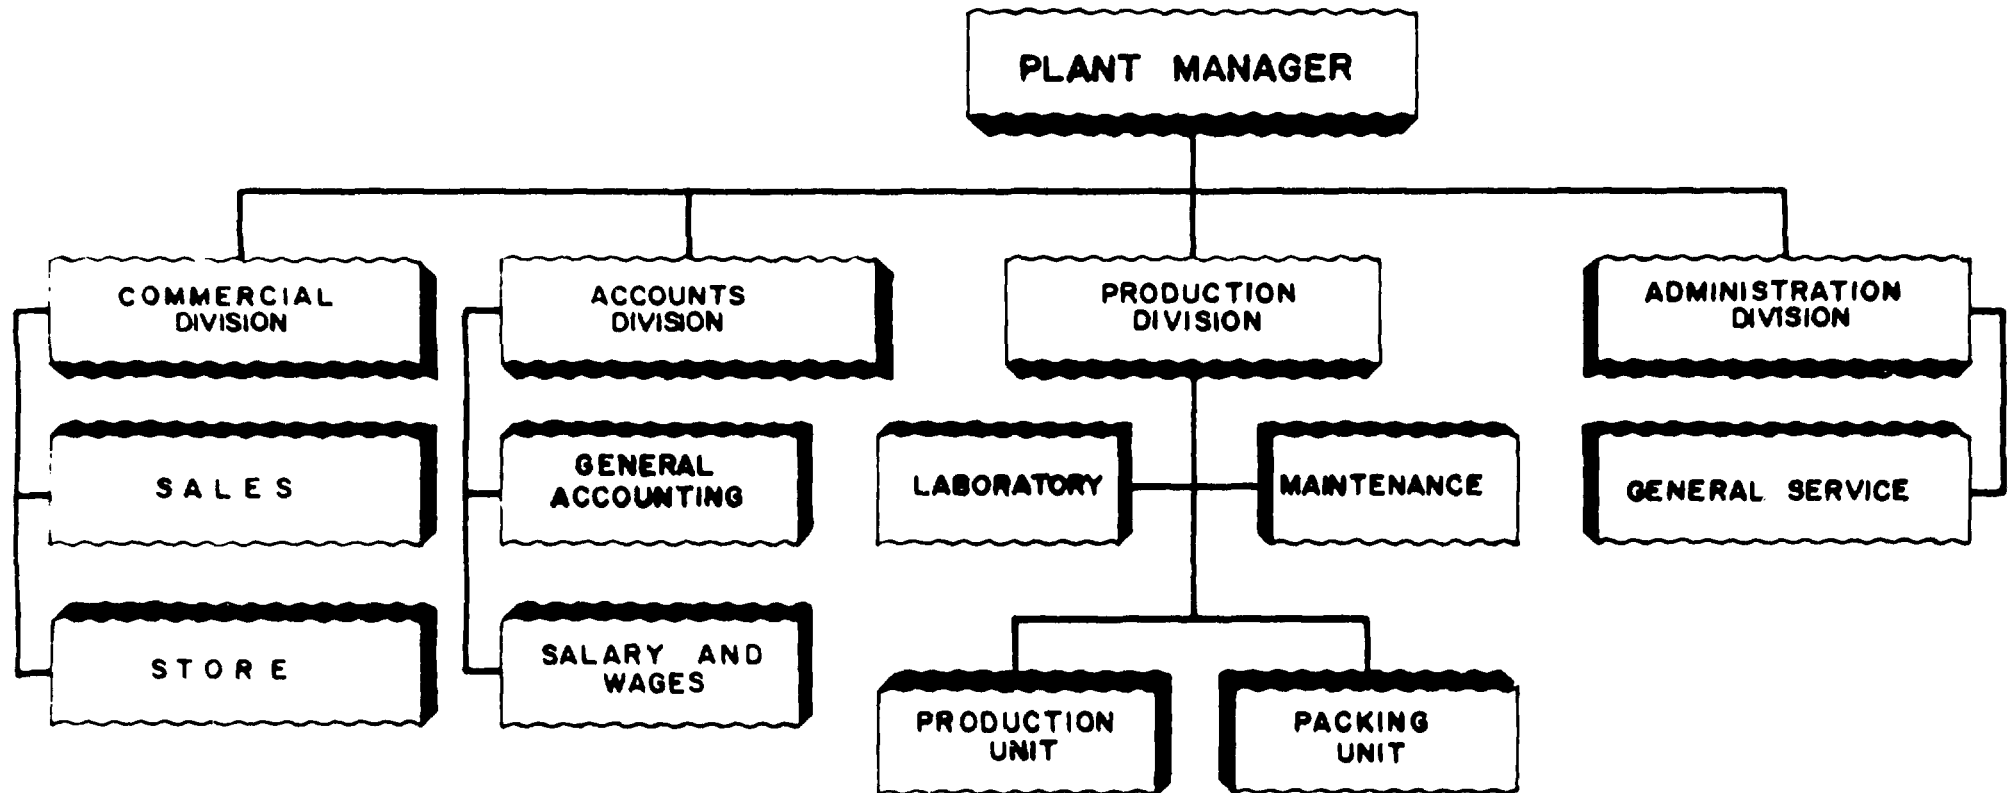 PLANT MANAGER
COMMERCIAL
DIVISION
ACCOUNTS
DIVISION
PRODUCTION
DIVISION
ADMINISTRATION
DIVISION
SALES
GENERAL
ACCOUNTING
LABORATORY
MAINTENANCE
GENERAL SERVICE
STORE
SALARY AND
WAGES
PRODUCTION
UNIT
PACKING
UNIT